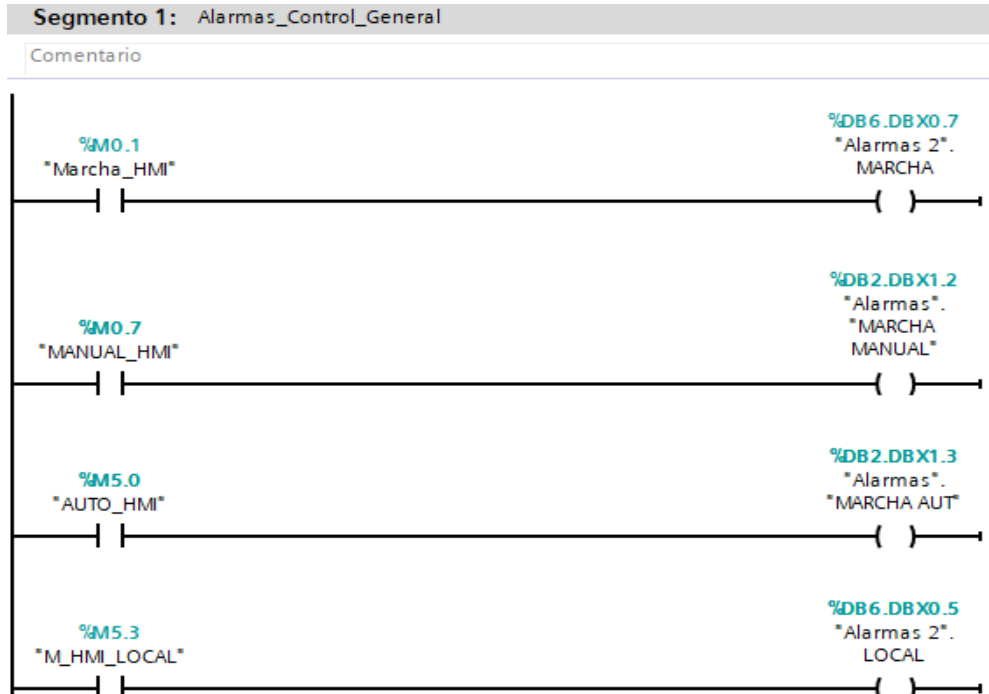 Segmento 1: Alarmas_Control_General
Comentario
%M0.1
"Marcha_HMI"
%DB6.DBX0.7
"Alarmas 2".
MARCHA
%M0.7
"MANUAL_HMI"
%DB2.DBX1.2
"Alarmas".
"MARCHA
MANUAL"
%M5.0
"AUTO_HMI"
%DB2.DBX1.3
"Alarmas".
"MARCHA AUT"
%M5.3
"M_HMI_LOCAL"
%DB6.DBX0.5
"Alarmas 2".
LOCAL